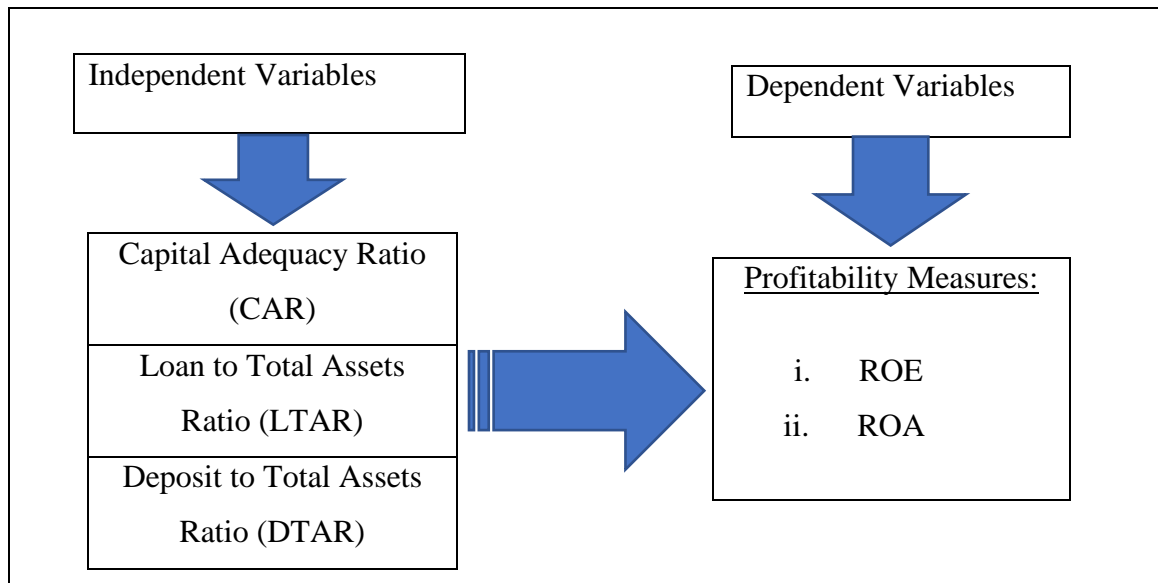 Independent Variables
Dependent Variables
Capital Adequacy Ratio
(CAR)
Loan to Total Assets
Ratio (LTAR)
Deposit to Total Assets
Ratio (DTAR)
Profitability Measures:
i. ROE
ii. ROA